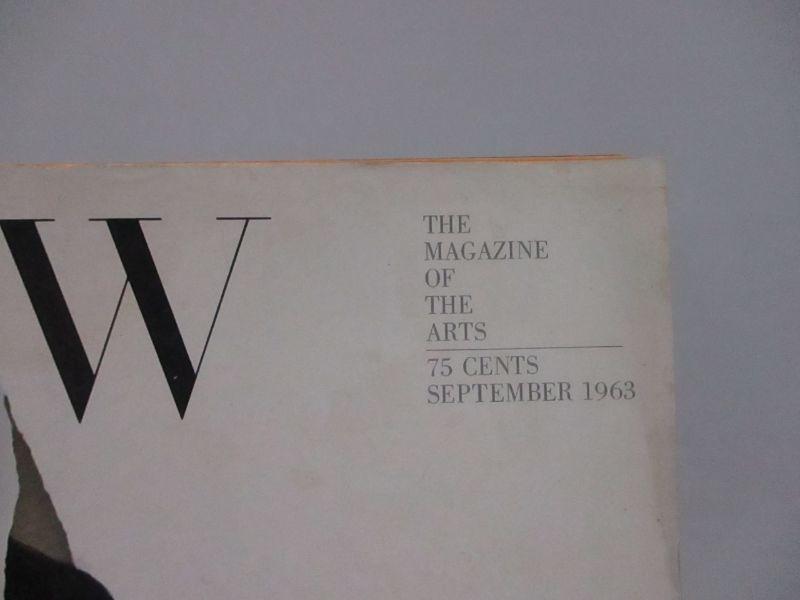 W
THE
MAGAZINE
OF
THE
ARTS
75 CENTS
SEPTEMBER 1963